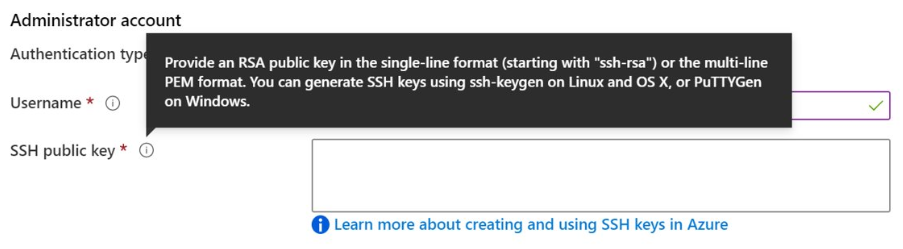 Administrator account
Authentication type
Provide an RSA public key in the single-line format (starting with "ssh-rsa") or the multi-line
PEM format. You can generate SSH keys using ssh-keygen on Linux and OS X, or PuTTYGen
on Windows.
Username *
SSH public key *
Learn more about creating and using SSH keys in Azure